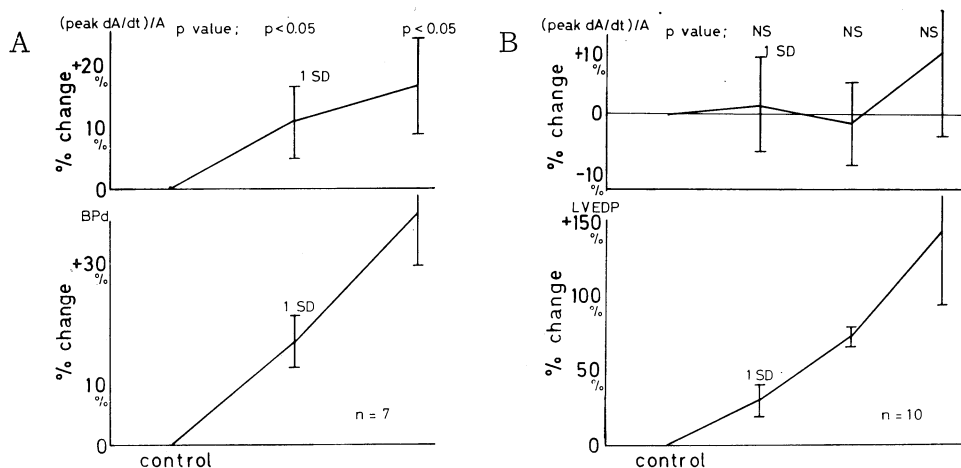 A
(peak dA/dt)/A p value; p<0.05 p<0.05
+20
%
1 SD
10
%
0
% change
BPd
+30
%
1 SD
10
%
0
% change
n = 7
control
B
(peak dA/dt)/A p value; NS NS NS
+10
%
1 SD
0
-10
%
% change
LVEDP
+150
%
100
%
50
%
1 SD
0
% change
n = 10
control